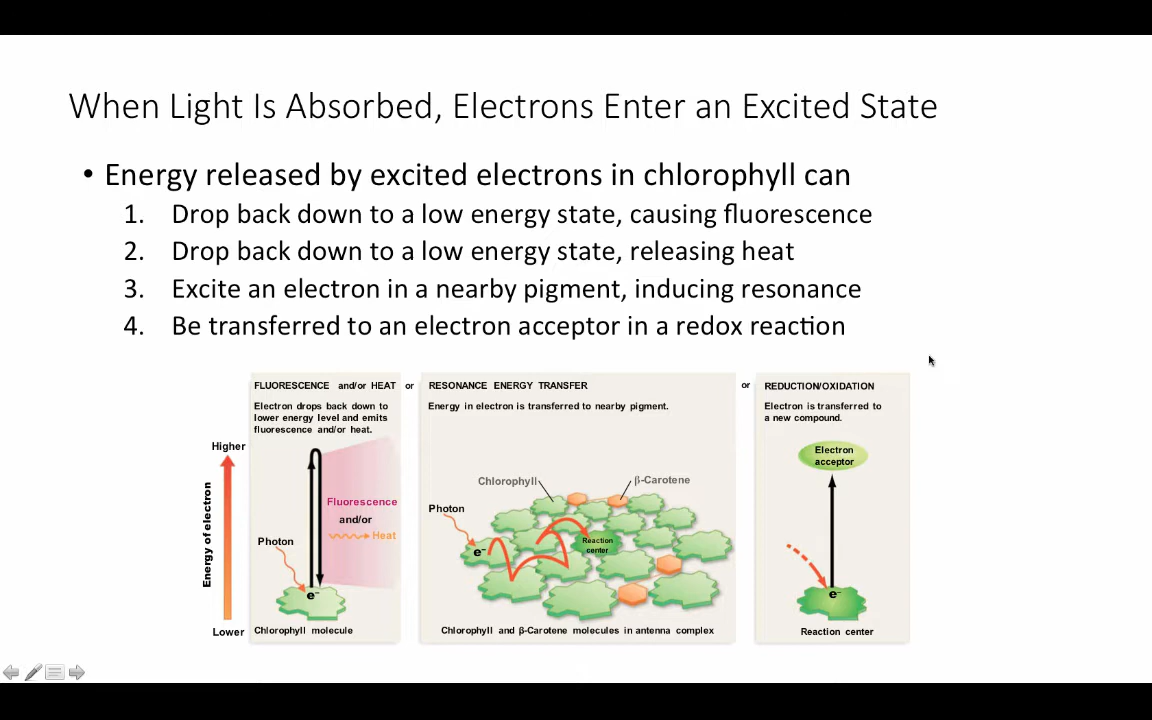 When Light Is Absorbed, Electrons Enter an Excited State
• Energy released by excited electrons in chlorophyll can
1. Drop back down to a low energy state, causing fluorescence
2. Drop back down to a low energy state, releasing heat
3. Excite an electron in a nearby pigment, inducing resonance
4. Be transferred to an electron acceptor in a redox reaction
FLUORESCENCE and/or HEAT
or
RESONANCE ENERGY TRANSFER
or
REDUCTION/OXIDATION
Electron drops back down to
lower energy level and emits
fluorescence and/or heat.
Energy in electron is transferred to nearby pigment.
Electron is transferred to
a new compound.
Higher
Energy of electron
Lower
Photon
Fluorescence
and/or
Heat
e⁻
Chlorophyll molecule
Chlorophyll
β-Carotene
Photon
e⁻
Reaction
center
Chlorophyll and β-Carotene molecules in antenna complex
Electron
acceptor
e⁻
Reaction center